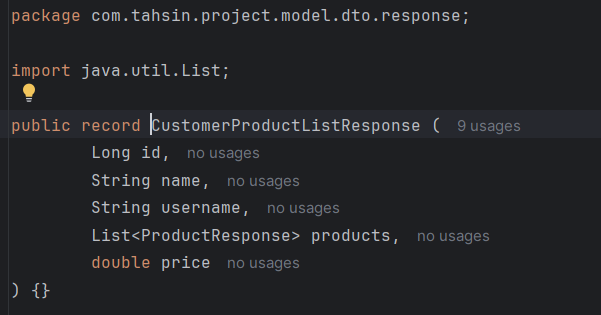 package com.tahsin.project.model.dto.response;
import java.util.List;
public record CustomerProductListResponse ( 9 usages
Long id, no usages
String name, no usages
String username, no usages
List<ProductResponse> products, no usages
double price no usages
) {}